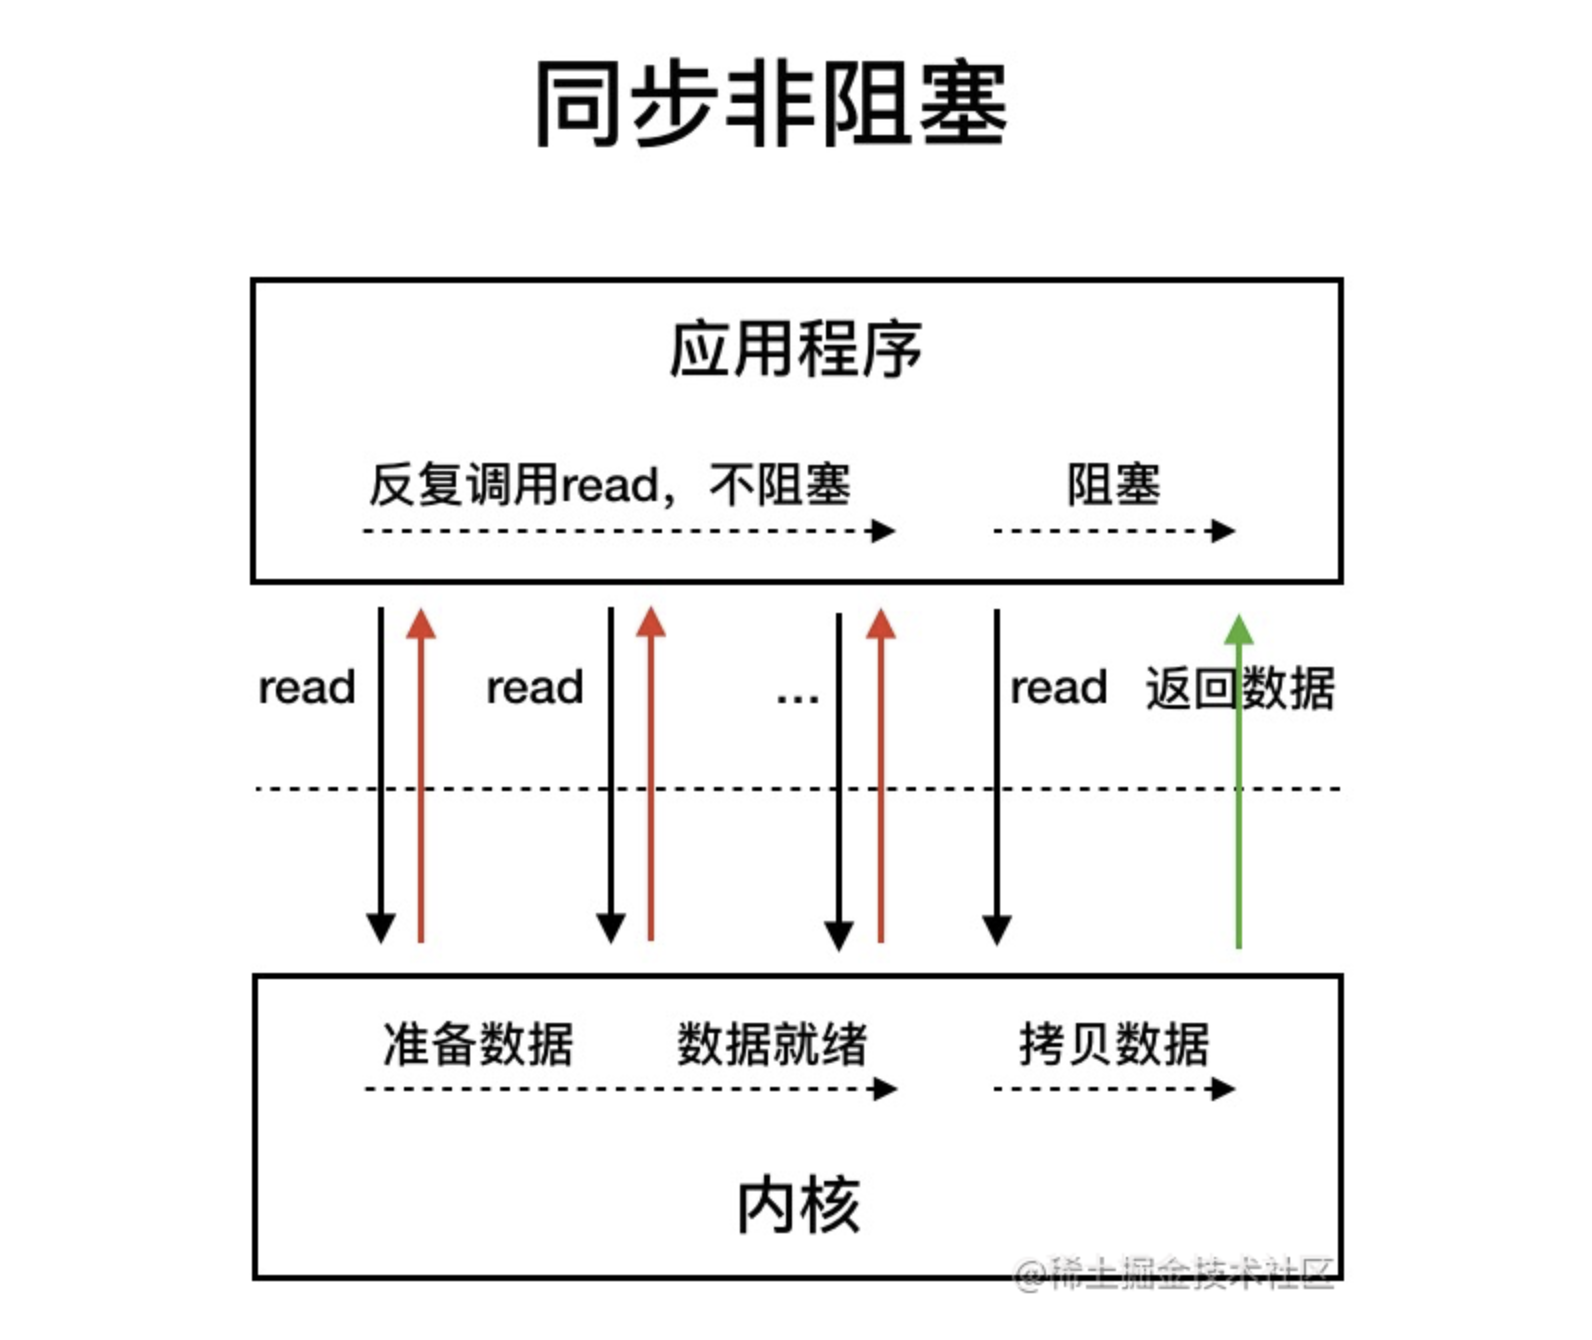 同步非阻塞
应用程序
反复调用read，不阻塞 阻塞
read read ... read 返回数据
准备数据 数据就绪 拷贝数据
内核
@稀土掘金技术社区